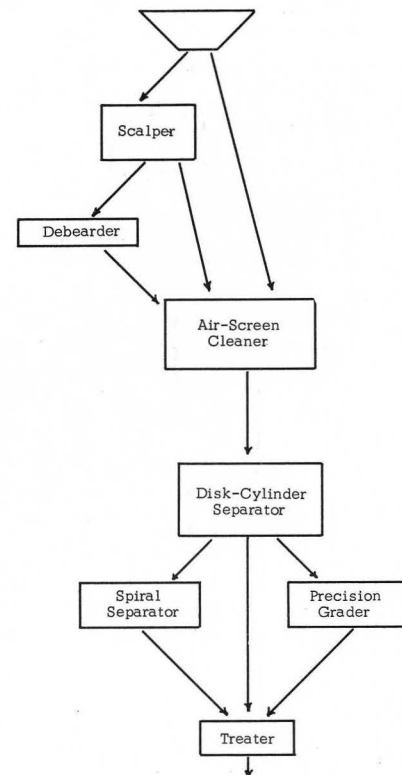 Scalper
Debearder
Air-Screen
Cleaner
Disk-Cylinder
Separator
Spiral
Separator
Precision
Grader
Treater